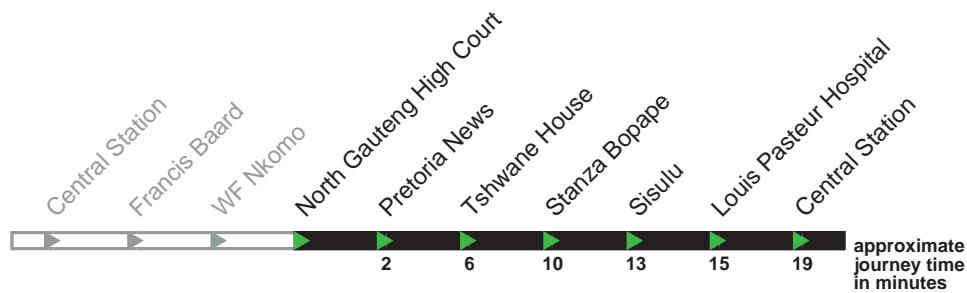 Central Station
Francis Baard
WF Nkomo
North Gauteng High Court
Pretoria News
Tshwane House
Stanza Bopape
Sisulu
Louis Pasteur Hospital
Central Station
2 6 10 13 15 19
approximate
journey time
in minutes